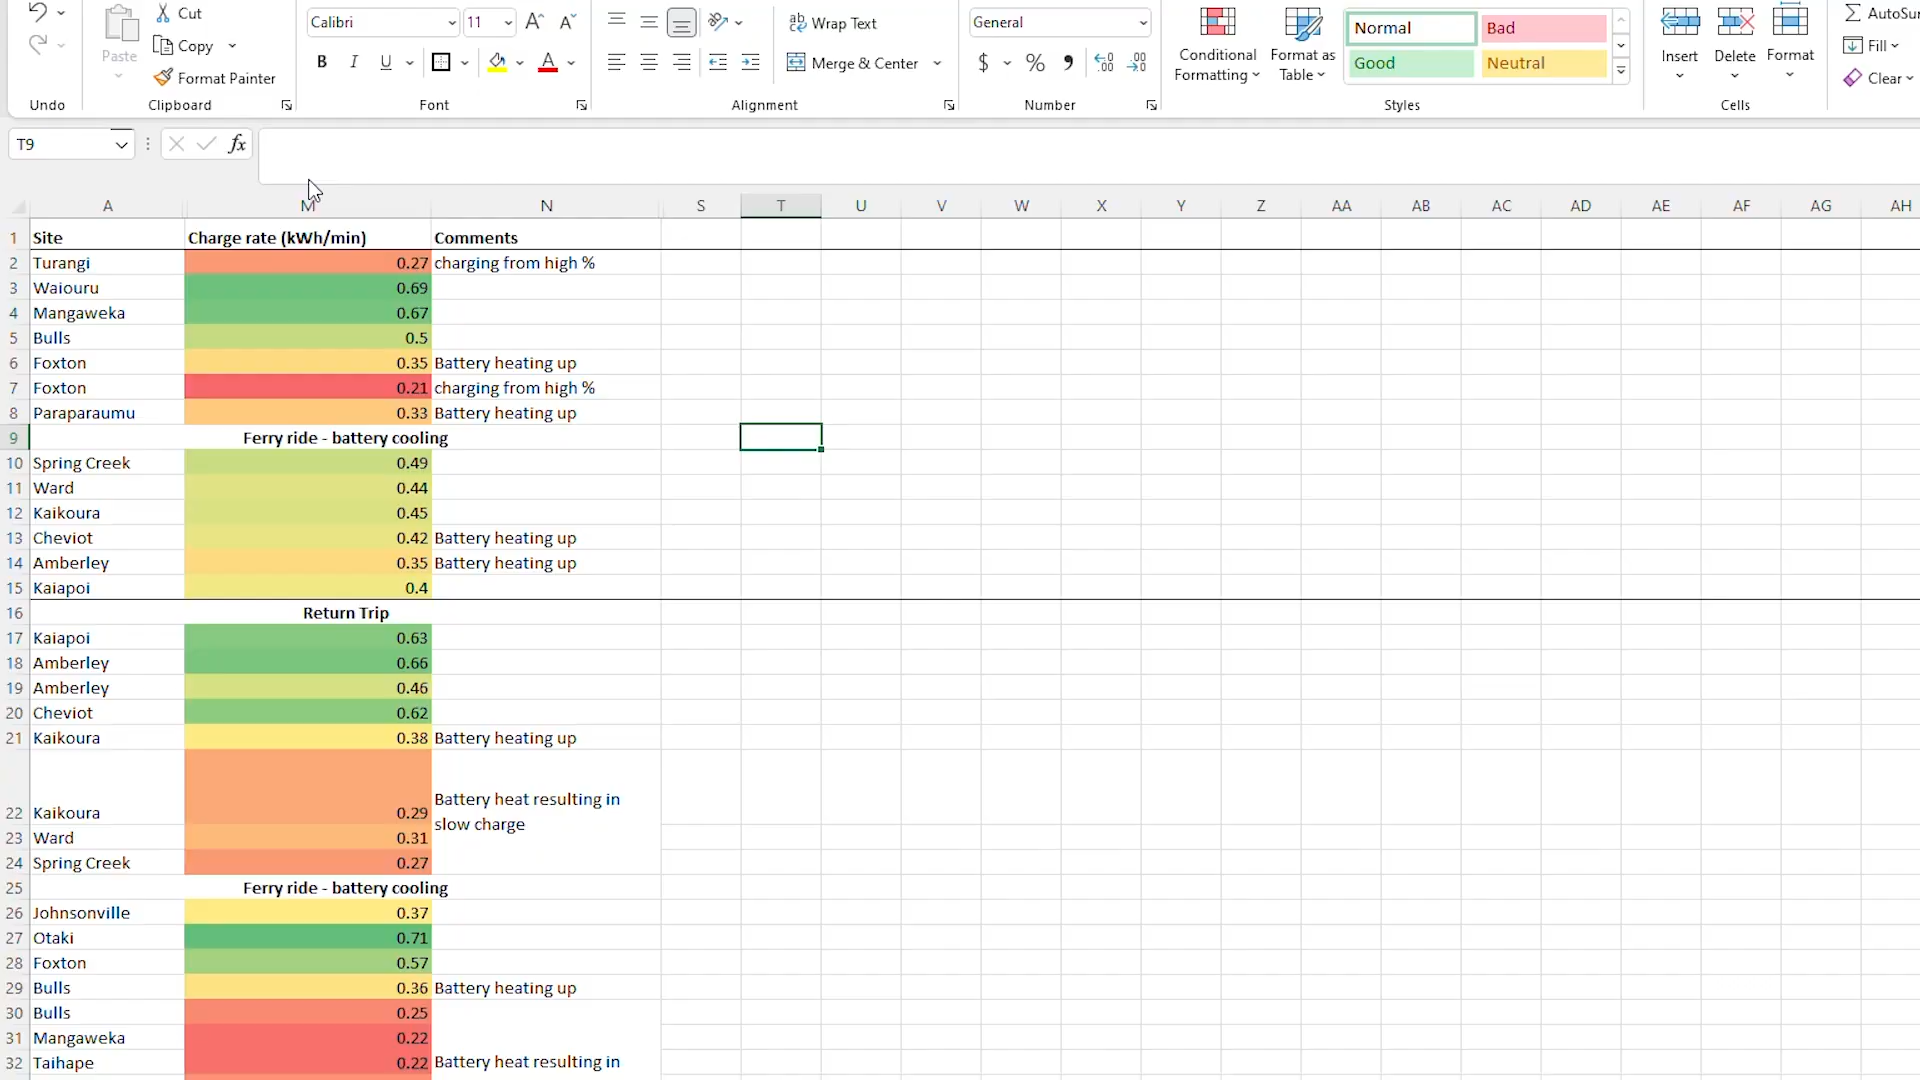 Cut
Calibri
11
Wrap Text
General
Normal
Bad
AutoSu
Paste
Copy
Conditional
Formatting
Format as
Table
Insert
Delete
Format
Fill
Format Painter
B I U
Merge & Center
$ %
Good
Neutral
Clear
Undo
Clipboard
Font
Alignment
Number
Styles
Cells
T9
fx
A M N S T U V W X Y Z AA AB AC AD AE AF AG AH
1 Site Charge rate (kWh/min) Comments
2 Turangi 0.27 charging from high %
3 Waiouru 0.69
4 Mangaweka 0.67
5 Bulls 0.5
6 Foxton 0.35 Battery heating up
7 Foxton 0.21 charging from high %
8 Paraparaumu 0.33 Battery heating up
9 Ferry ride - battery cooling
10 Spring Creek 0.49
11 Ward 0.44
12 Kaikoura 0.45
13 Cheviot 0.42 Battery heating up
14 Amberley 0.35 Battery heating up
15 Kaiapoi 0.4
16 Return Trip
17 Kaiapoi 0.63
18 Amberley 0.66
19 Amberley 0.46
20 Cheviot 0.62
21 Kaikoura 0.38 Battery heating up
Battery heat resulting in
22 Kaikoura 0.29
slow charge
23 Ward 0.31
24 Spring Creek 0.27
25 Ferry ride - battery cooling
26 Johnsonville 0.37
27 Otaki 0.71
28 Foxton 0.57
29 Bulls 0.36 Battery heating up
30 Bulls 0.25
31 Mangaweka 0.22
32 Taihape 0.22 Battery heat resulting in